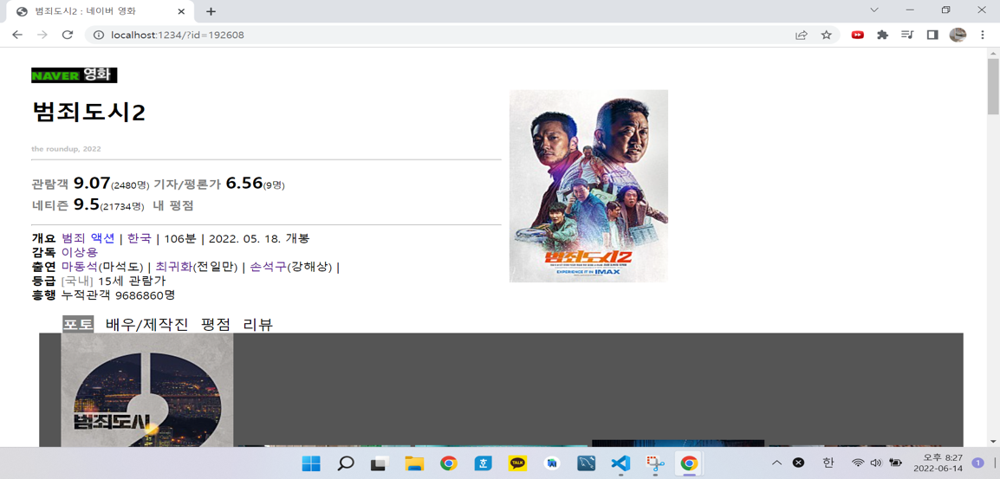 범죄도시2 : 네이버 영화
localhost:1234/?id=192608
NAVER 영화
범죄도시2
the roundup, 2022
관람객 9.07(2480명) 기자/평론가 6.56(9명)
네티즌 9.5(21734명) 내 평점
개요 범죄 액션 | 한국 | 106분 | 2022. 05. 18. 개봉
감독 이상용
출연 마동석(마석도) | 최귀화(전일만) | 손석구(강해상) |
등급 [국내] 15세 관람가
흥행 누적관객 9686860명
범죄도시2
EXPERIENCE IT IN IMAX
포토 배우/제작진 평점 리뷰
범죄도시
TALK
한
오후 8:27
2022-06-14
1